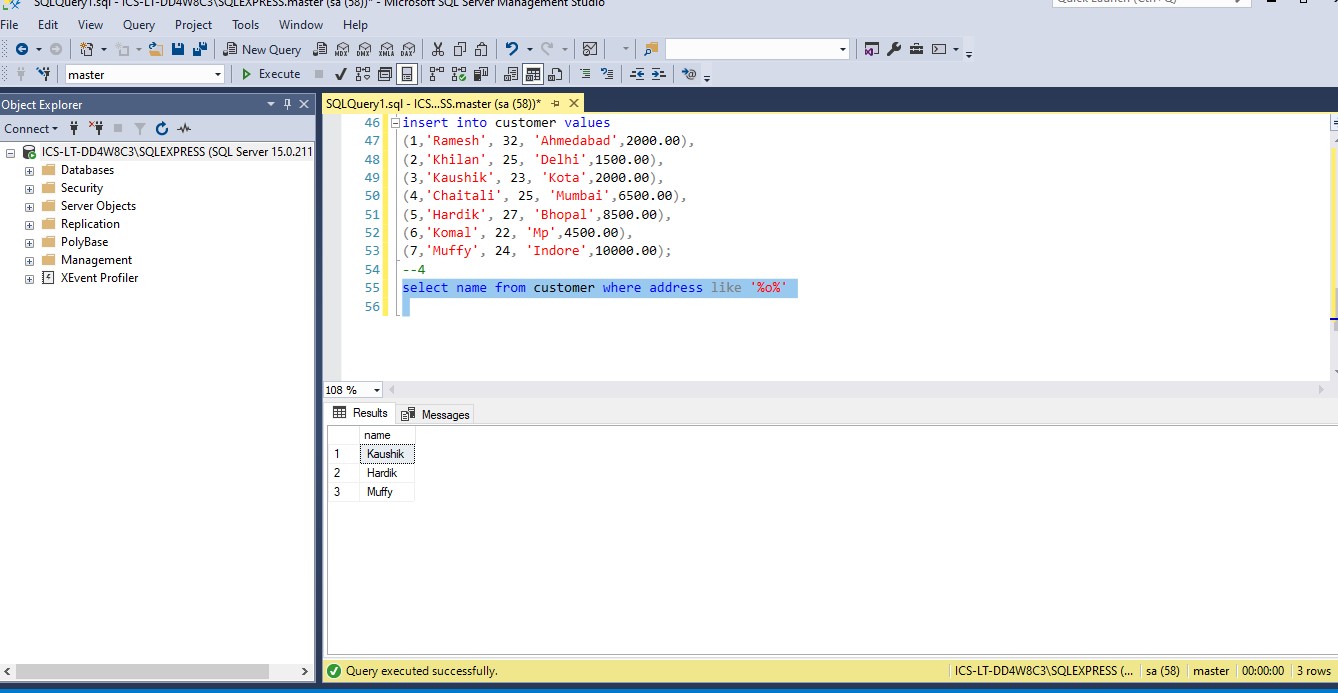 SQLQuery1.sql - ICS-LT-DD4W8C3\SQLEXPRESS.master (sa (58))* - Microsoft SQL Server Management Studio
Quick Launch (Ctrl+Q)
File Edit View Query Project Tools Window Help
New Query MDX DMX XMLA DAX
master Execute
Object Explorer
SQLQuery1.sql - ICS...SS.master (sa (58))*
Connect
ICS-LT-DD4W8C3\SQLEXPRESS (SQL Server 15.0.211
Databases
Security
Server Objects
Replication
PolyBase
Management
XEvent Profiler
46 insert into customer values
47 (1,'Ramesh', 32, 'Ahmedabad',2000.00),
48 (2,'Khilan', 25, 'Delhi',1500.00),
49 (3,'Kaushik', 23, 'Kota',2000.00),
50 (4,'Chaitali', 25, 'Mumbai',6500.00),
51 (5,'Hardik', 27, 'Bhopal',8500.00),
52 (6,'Komal', 22, 'Mp',4500.00),
53 (7,'Muffy', 24, 'Indore',10000.00);
54 --4
55 select name from customer where address like '%o%'
56
108 %
Results Messages
name
1 Kaushik
2 Hardik
3 Muffy
Query executed successfully. ICS-LT-DD4W8C3\SQLEXPRESS (... sa (58) master 00:00:00 3 rows